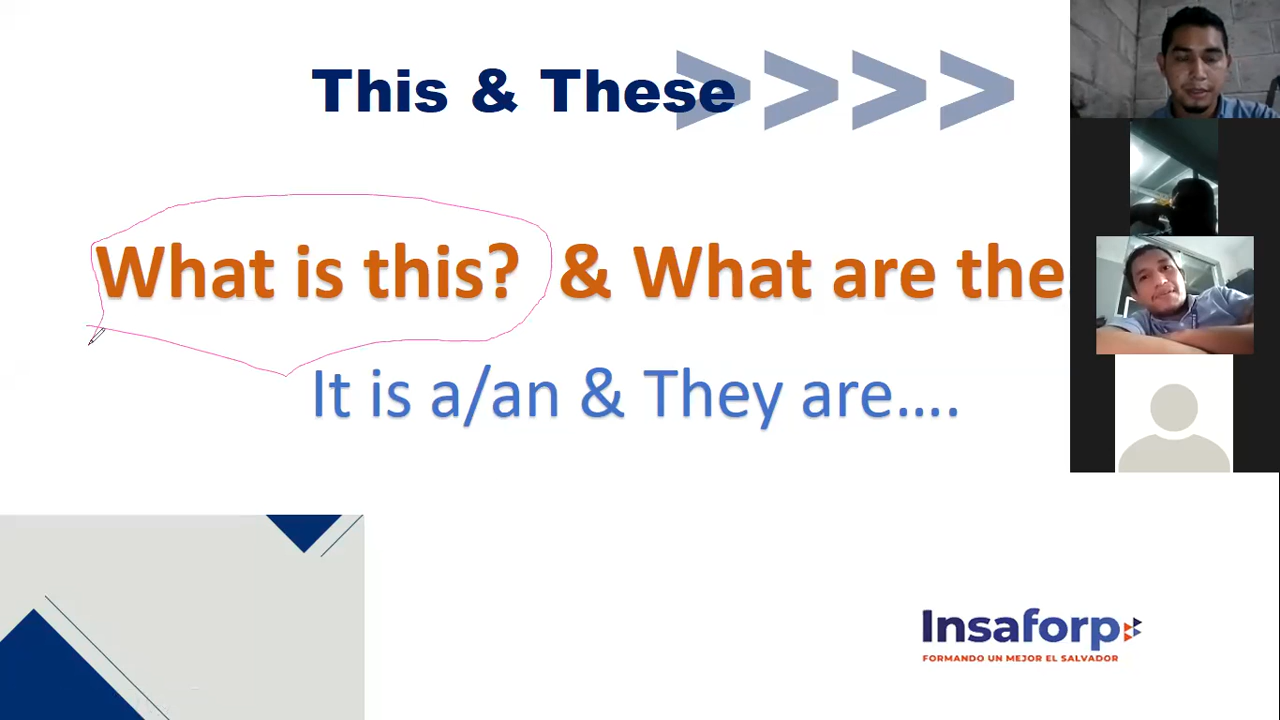 This & These
What is this? & What are the
It is a/an & They are....
Insaforp
FORMANDO UN MEJOR EL SALVADOR